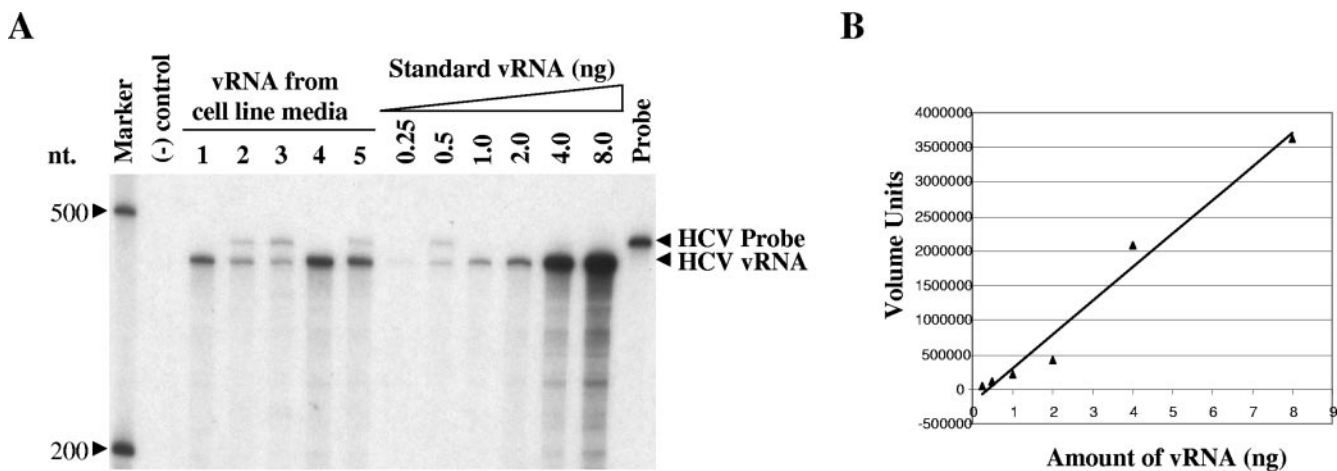 A
Marker
(-) control
vRNA from
cell line media
1 2 3 4 5
Standard vRNA (ng)
0.25 0.5 1.0 2.0 4.0 8.0
Probe
nt.
500
200
HCV Probe
HCV vRNA
B
Volume Units
4000000
3500000
3000000
2500000
2000000
1500000
1000000
500000
0
-500000
0 1 2 3 4 5 6 7 8 9
Amount of vRNA (ng)